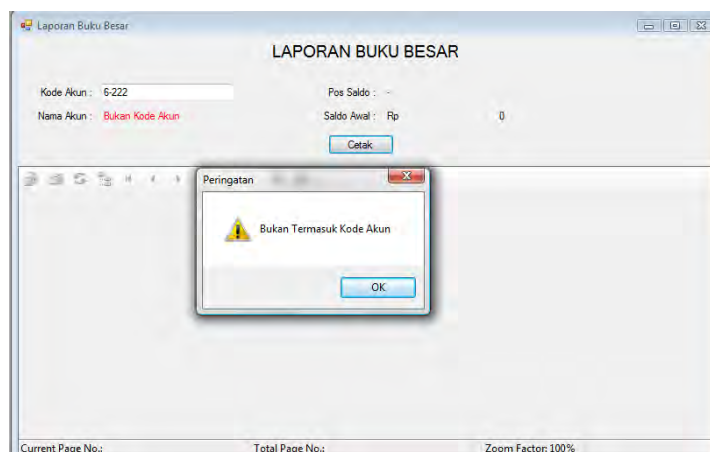 Laporan Buku Besar
LAPORAN BUKU BESAR
Kode Akun : 6-222 Pos Saldo : -
Nama Akun : Bukan Kode Akun Saldo Awal : Rp 0
Cetak
Peringatan
Bukan Termasuk Kode Akun
OK
Current Page No.: Total Page No.: Zoom Factor: 100%